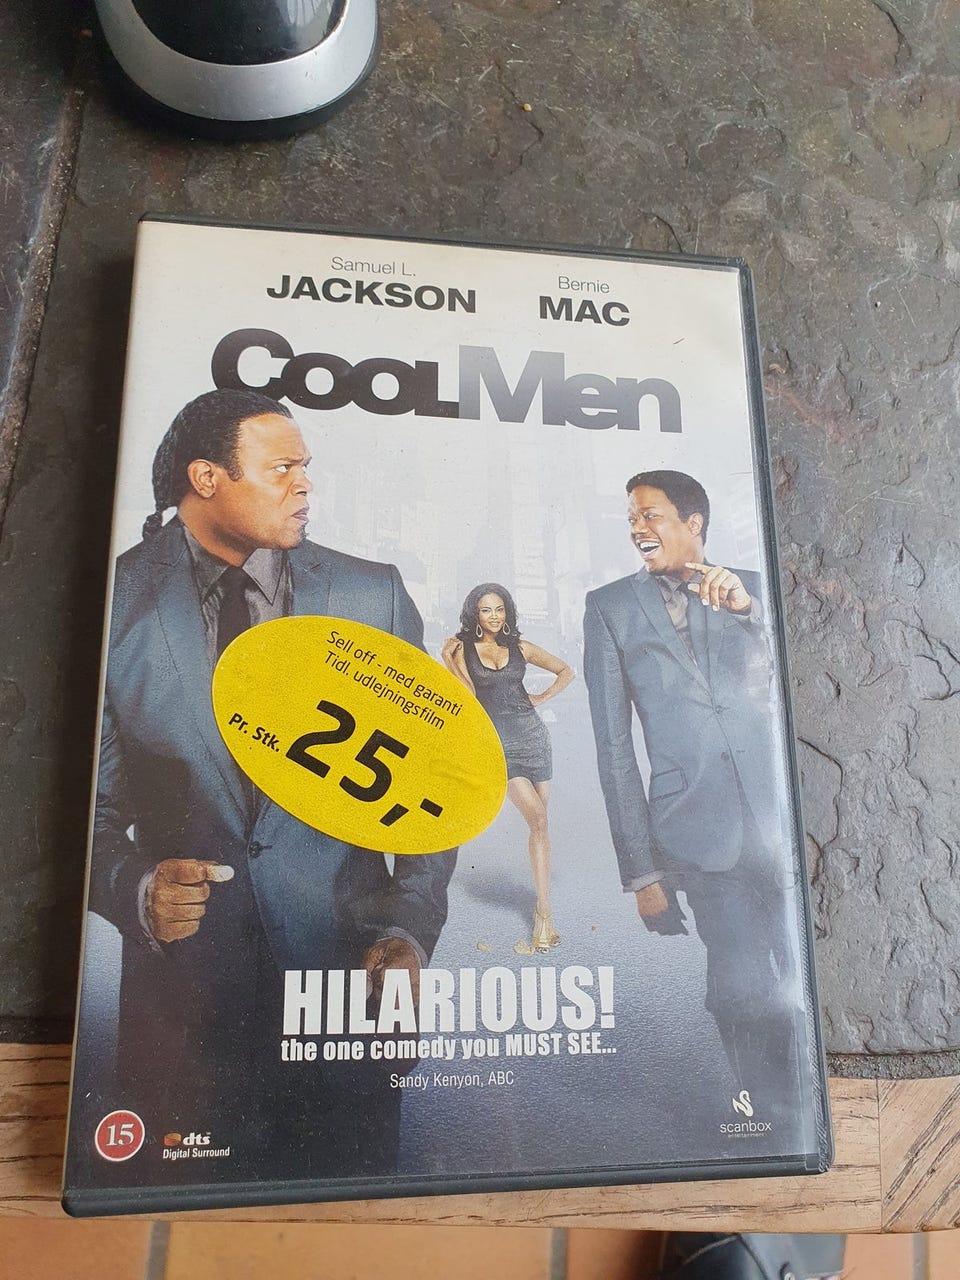 Samuel L.
JACKSON
Bernie
MAC
COOLMen
Sell off - med garanti
Tidl. udlejningsfilm
Pr. Stk. 25,-
HILARIOUS!
the one comedy you MUST SEE...
Sandy Kenyon, ABC
15
dts
Digital Surround
scanbox
entertainment